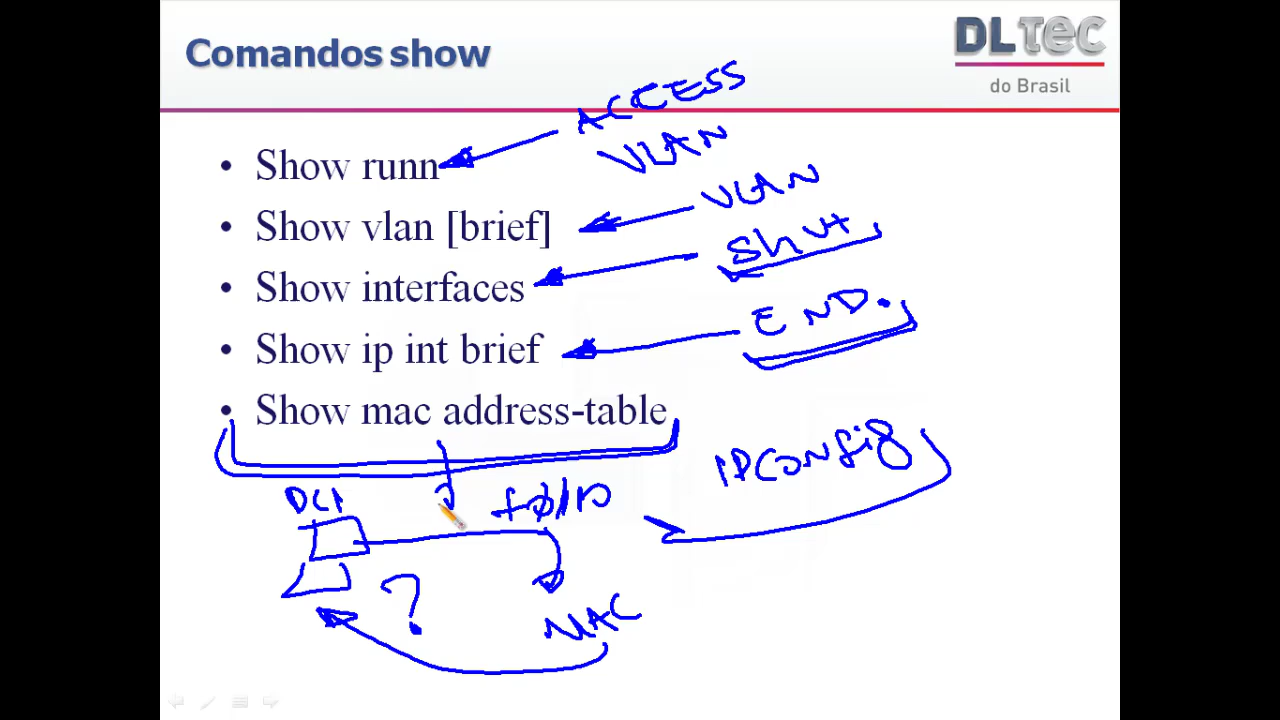 Comandos show
DLTEC
do Brasil
ACCESS
VLAN
• Show runn
VLAN
• Show vlan [brief]
Shut
• Show interfaces
END.
• Show ip int brief
• Show mac address-table
IPConfig
?
MAC